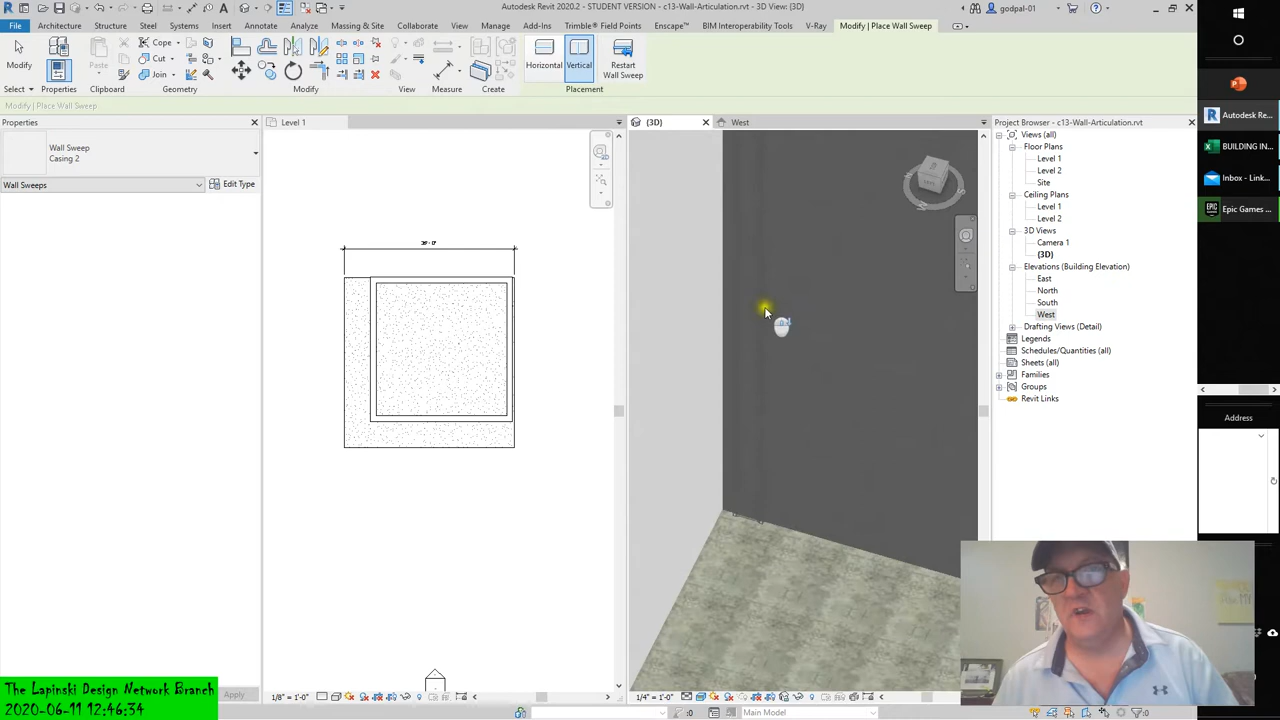 Autodesk Revit 2020.2 - STUDENT VERSION - c13-Wall-Articulation.rvt - 3D View: {3D}
godpal-01
File Architecture Structure Steel Systems Insert Annotate Analyze Massing & Site Collaborate View Manage Add-Ins Trimble® Field Points Enscape™ BIM Interoperability Tools V-Ray Modify | Place Wall Sweep
Modify
Properties
Paste
Cope
Cut
Join
Horizontal
Vertical
Restart
Wall Sweep
Select Properties Clipboard Geometry Modify View Measure Create Placement
Modify | Place Wall Sweep
Properties
Wall Sweep
Casing 2
Wall Sweeps
Edit Type
Apply
Level 1
{3D}
West
1/8" = 1'-0"
1/4" = 1'-0"
:0
Main Model
:0
Project Browser - c13-Wall-Articulation.rvt
Views (all)
Floor Plans
Level 1
Level 2
Site
Ceiling Plans
Level 1
Level 2
3D Views
Camera 1
{3D}
Elevations (Building Elevation)
East
North
South
West
Drafting Views (Detail)
Legends
Schedules/Quantities (all)
Sheets (all)
Families
Groups
Revit Links
Autodesk Re...
BUILDING IN...
Inbox - Link...
Epic Games ...
Address
The Lapinski Design Network Branch
2020-06-11 12:46:34